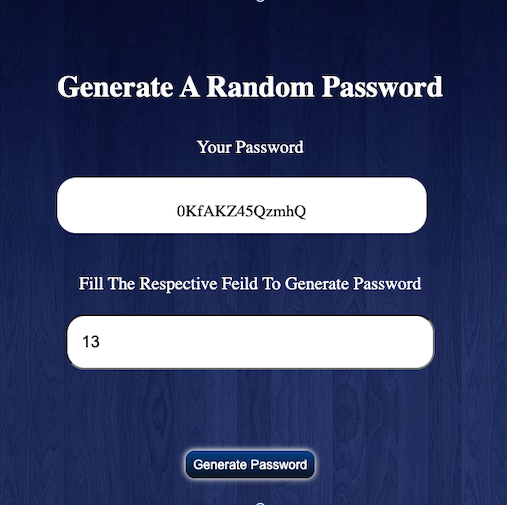 Generate A Random Password
Your Password
0KfAKZ45QzmhQ
Fill The Respective Feild To Generate Password
13
Generate Password